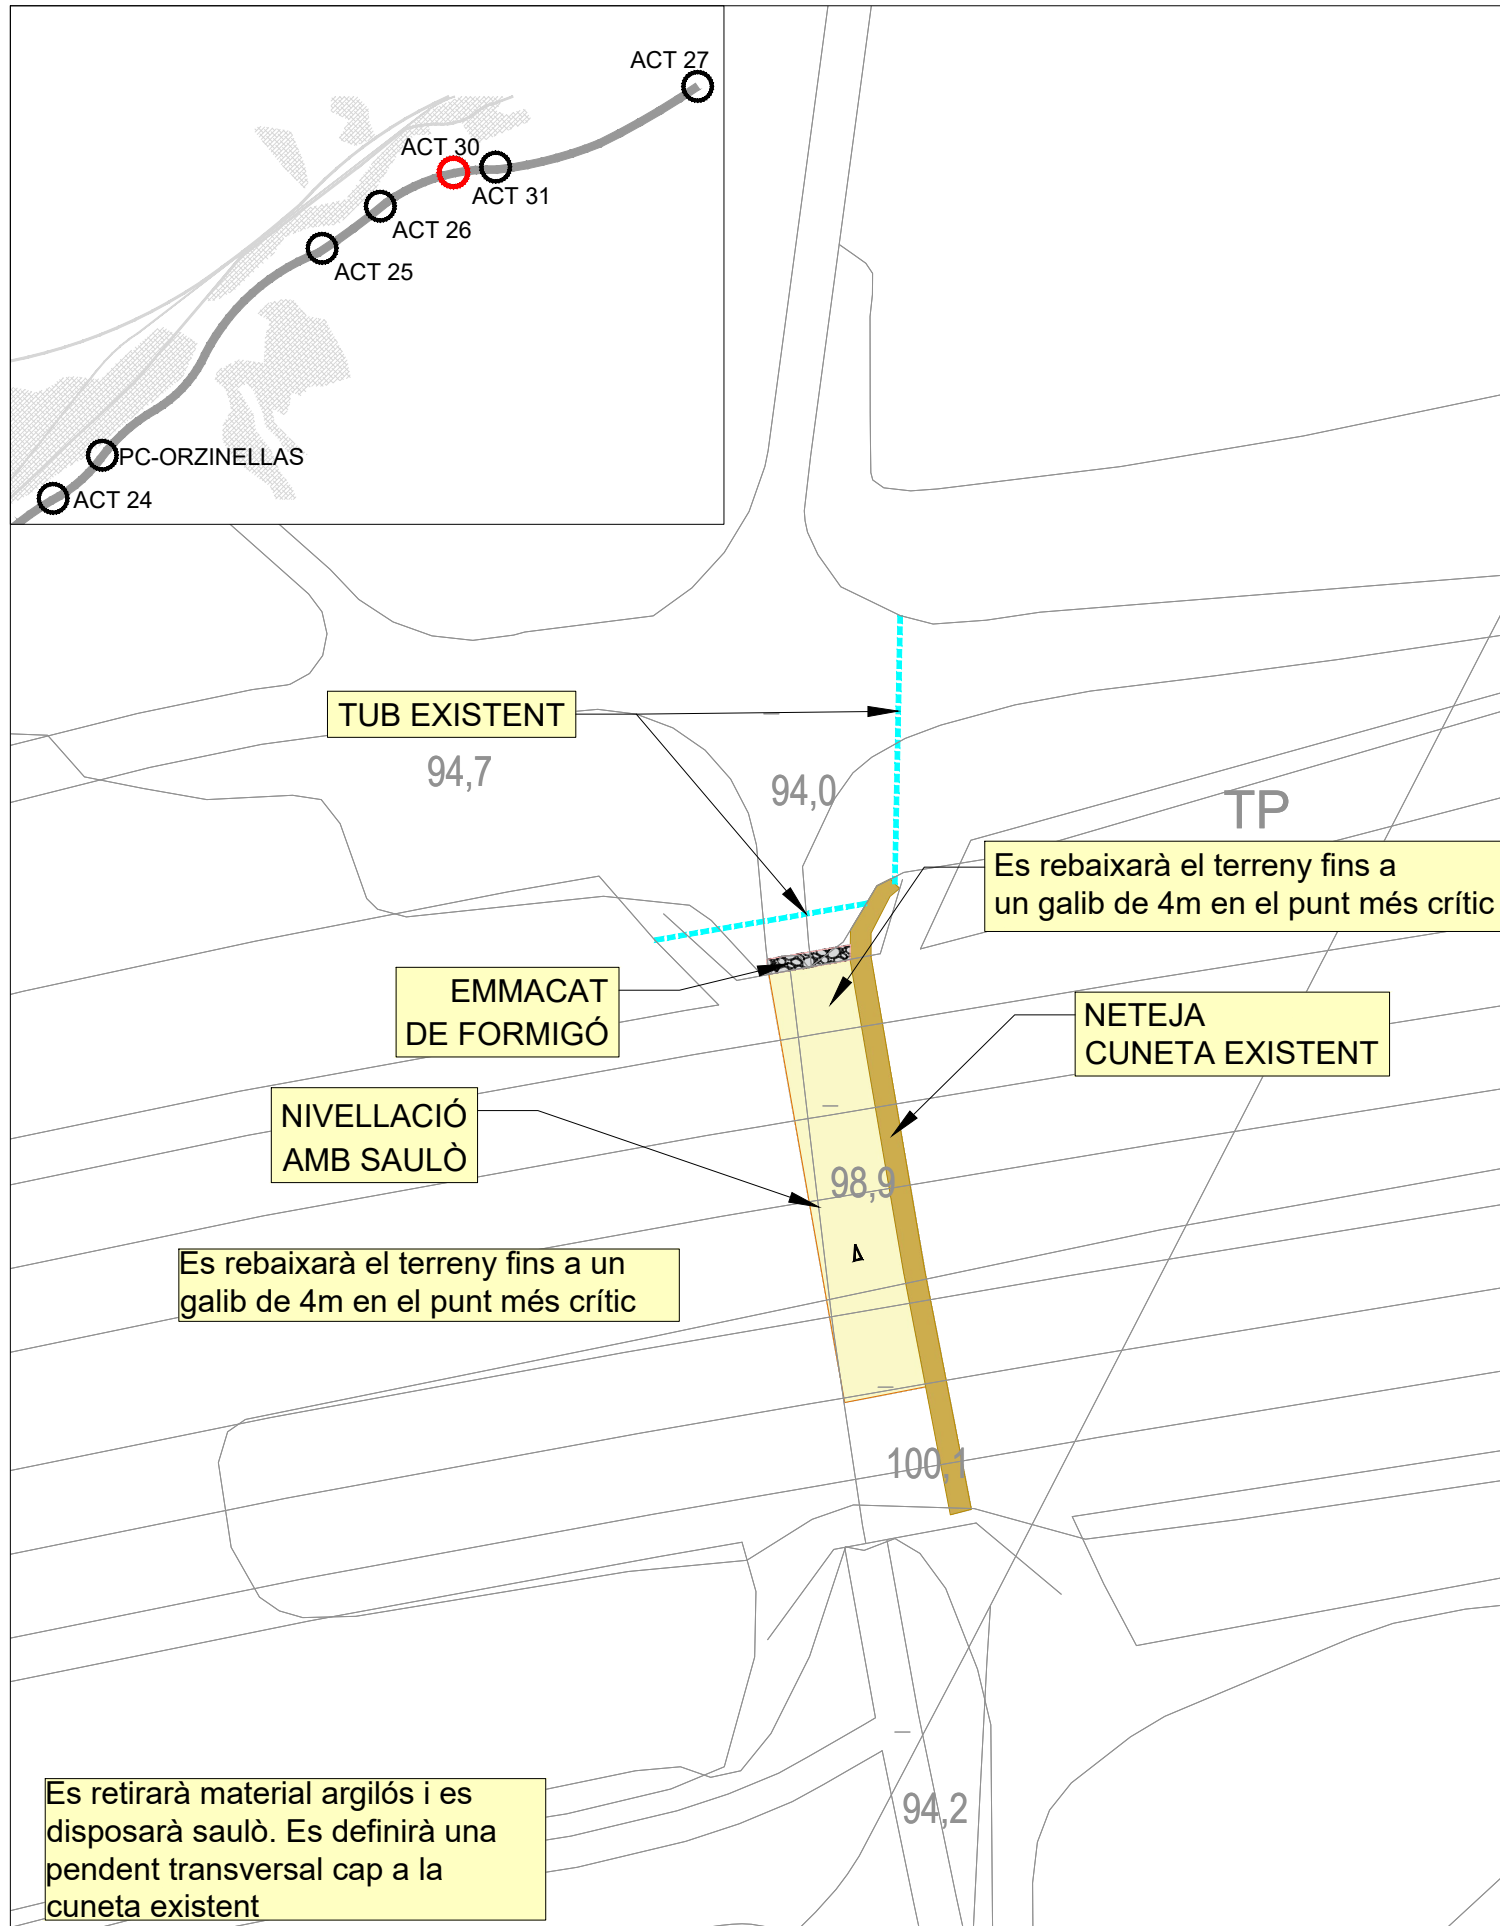 ACT 27
ACT 30
ACT 31
ACT 26
ACT 25
PC-ORZINELLAS
ACT 24
TUB EXISTENT
94,7
94,0
TP
Es rebaixarà el terreny fins a
un galib de 4m en el punt més crític
EMMACAT
DE FORMIGÓ
NETEJA
CUNETA EXISTENT
NIVELLACIÓ
AMB SAULÒ
98,9
Es rebaixarà el terreny fins a un
galib de 4m en el punt més crític
100,1
Es retirarà material argilós i es
disposarà saulò. Es definirà una
pendent transversal cap a la
cuneta existent
94,2